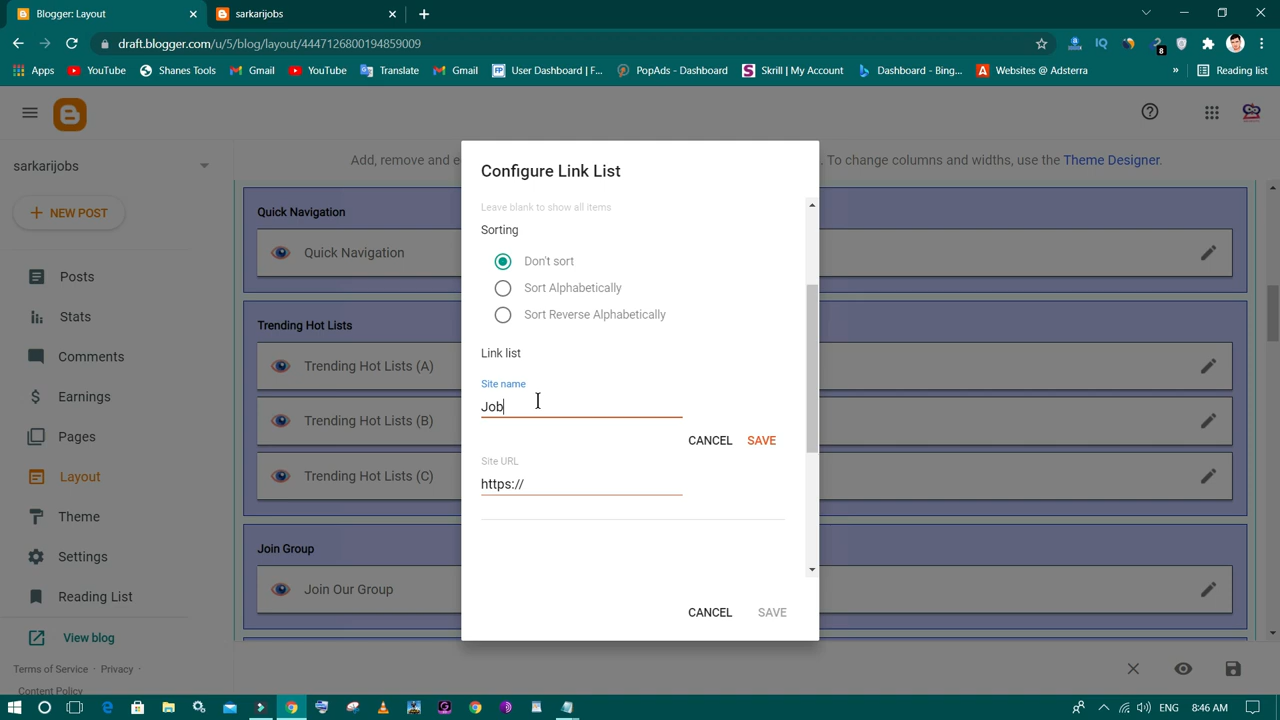 Blogger: Layout
sarkarijobs
draft.blogger.com/u/5/blog/layout/4447126800194859009
IQ
8
Apps
YouTube
Shanes Tools
Gmail
YouTube
Translate
Gmail
User Dashboard | F...
PopAds - Dashboard
Skrill | My Account
Dashboard - Bing...
Websites @ Adsterra
»
Reading list
sarkarijobs
NEW POST
Posts
Stats
Comments
Earnings
Pages
Layout
Theme
Settings
Reading List
View blog
Terms of Service · Privacy ·
Content Policy
Add, remove and e
. To change columns and widths, use the Theme Designer.
Quick Navigation
Quick Navigation
Trending Hot Lists
Trending Hot Lists (A)
Trending Hot Lists (B)
Trending Hot Lists (C)
Join Group
Join Our Group
Configure Link List
Leave blank to show all items
Sorting
Don't sort
Sort Alphabetically
Sort Reverse Alphabetically
Link list
Site name
Job
CANCEL SAVE
Site URL
https://
CANCEL SAVE
ENG 8:46 AM